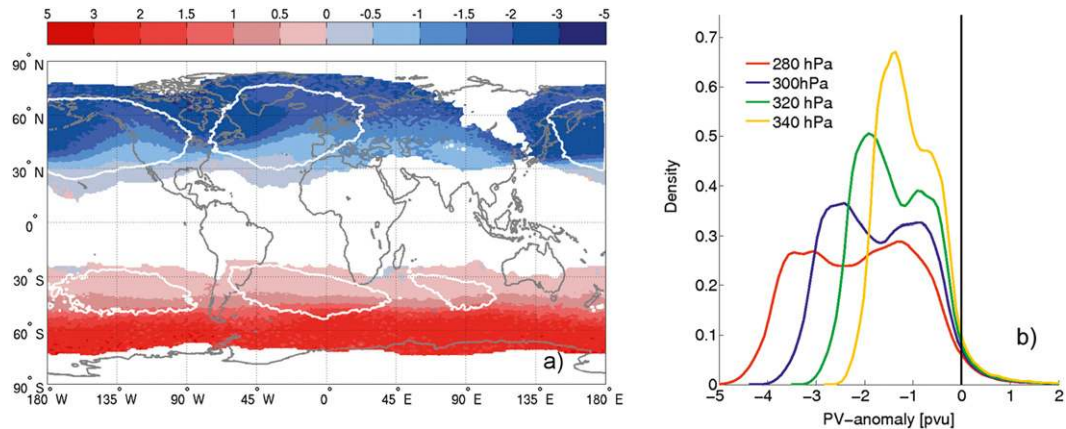 5 3 2 1 0.5 0 -0.5 -1 -1.5 -2 -3 -5
90° N
60° N
30° N
0°
30° S
60° S
90° S
180° W 135° W 90° W 45° W 0° 45° E 90° E 135° E 180° E
a)
0.7
0.6
0.5
0.4
0.3
0.2
0.1
0
Density
280 hPa
300hPa
320 hPa
340 hPa
b)
−5 −4 −3 −2 −1 0 1 2
PV−anomaly [pvu]